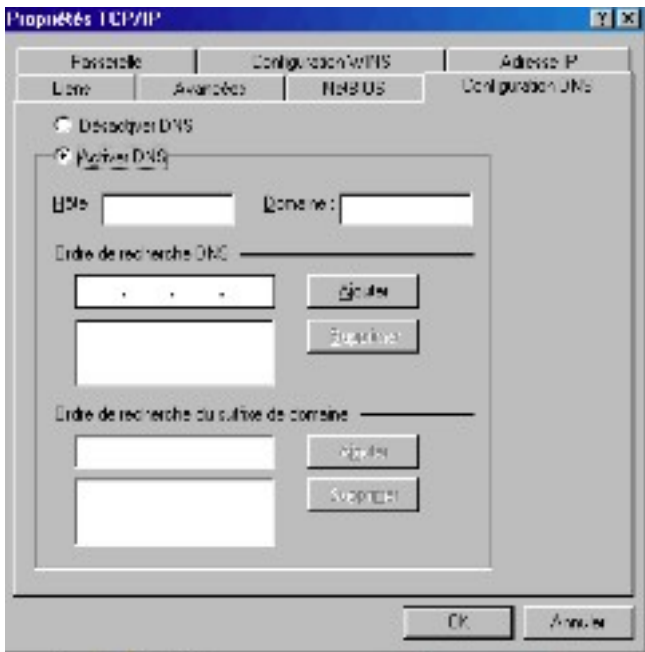 Propriétés TCP/IP
Passerelle Configuration WINS Adresse IP
Liens Avancées NetBIOS Configuration DNS
Désactiver DNS
Activer DNS
Hôte Domaine :
Ordre de recherche DNS
. . .
Ajouter
Supprimer
Ordre de recherche du suffixe de domaine
Ajouter
Supprimer
OK Annuler